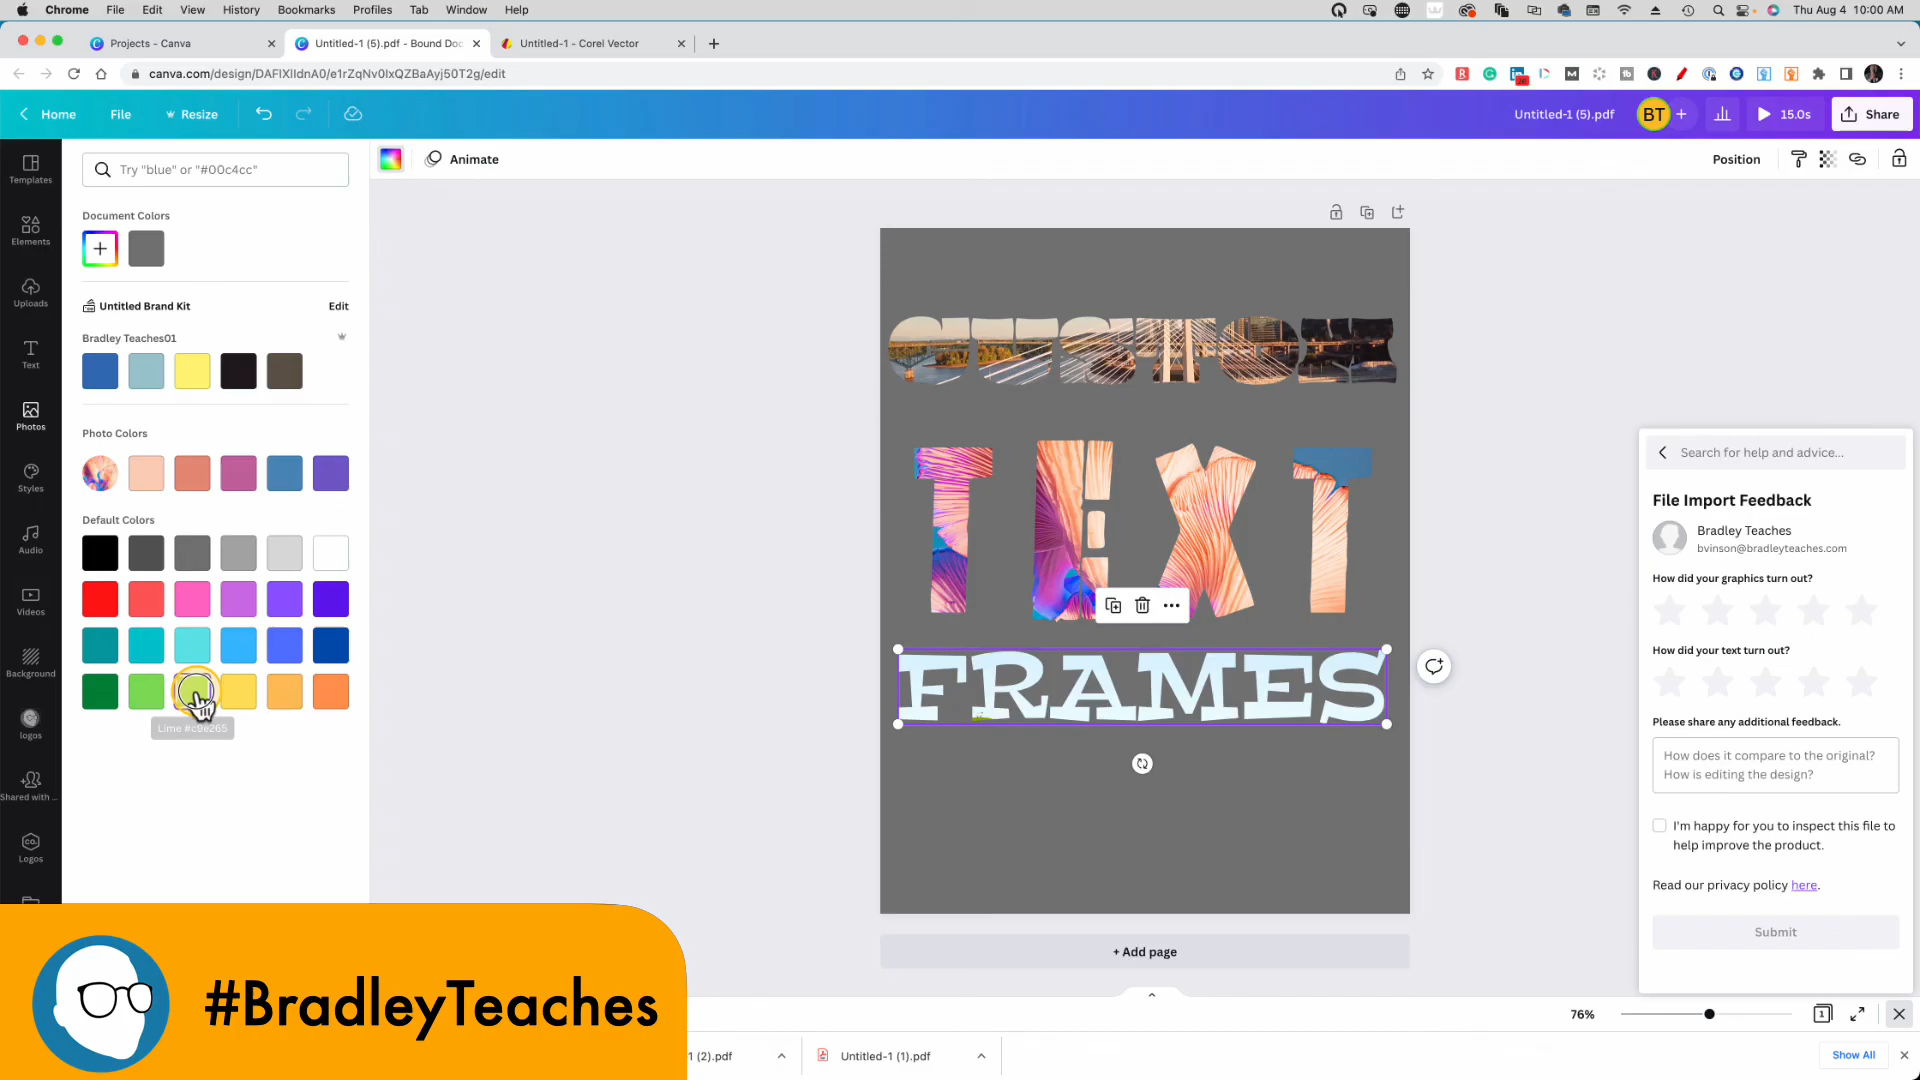 Chrome File Edit View History Bookmarks Profiles Tab Window Help
Thu Aug 4 10:00 AM
Projects - Canva
Untitled-1 (5).pdf - Bound Doc
Untitled-1 - Corel Vector
canva.com/design/DAFIXlIdnA0/e1rZqNv0lxQZBaAyj50T2g/edit
Home
File
Resize
Untitled-1 (5).pdf
BT
15.0s
Share
Try "blue" or "#00c4cc"
Animate
Position
Templates
Elements
Uploads
Text
Photos
Styles
Audio
Videos
Background
logos
Shared with ...
CO.
Logos
Document Colors
Untitled Brand Kit
Edit
Bradley Teaches01
Photo Colors
Default Colors
Lime #c9e265
CUSTOM
TEXT
FRAMES
+ Add page
Search for help and advice...
File Import Feedback
Bradley Teaches
bvinson@bradleyteaches.com
How did your graphics turn out?
How did your text turn out?
Please share any additional feedback.
How does it compare to the original?
How is editing the design?
I'm happy for you to inspect this file to
help improve the product.
Read our privacy policy here.
Submit
76%
1
#BradleyTeaches
1 (2).pdf
Untitled-1 (1).pdf
Show All